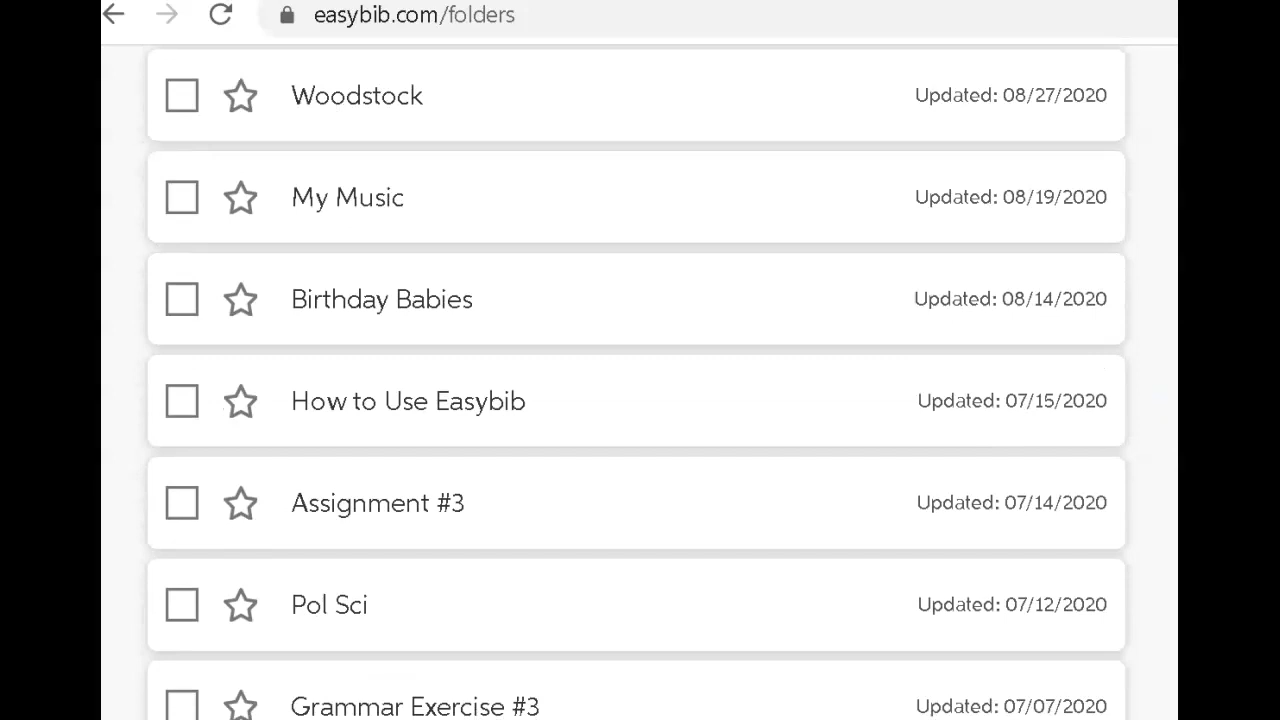 easybib.com/folders
Woodstock Updated: 08/27/2020
My Music Updated: 08/19/2020
Birthday Babies Updated: 08/14/2020
How to Use Easybib Updated: 07/15/2020
Assignment #3 Updated: 07/14/2020
Pol Sci Updated: 07/12/2020
Grammar Exercise #3 Updated: 07/07/2020